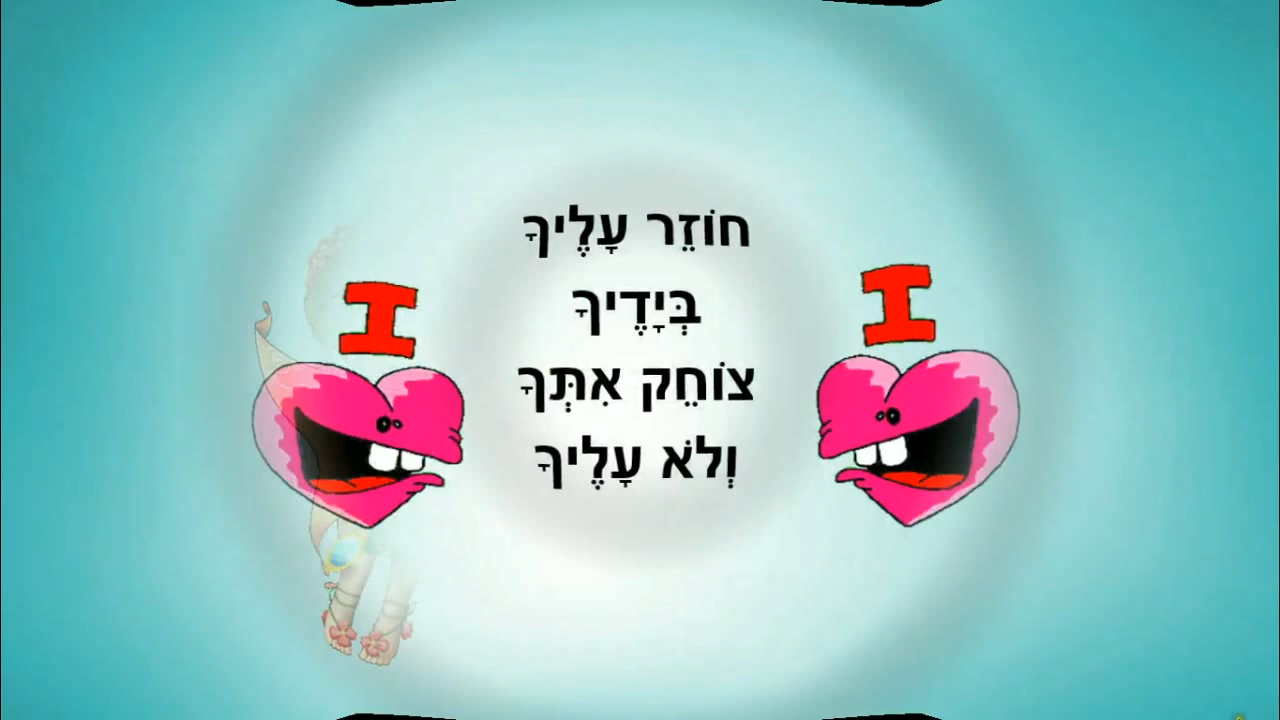 חוֹזֵר עָלֶיךָ
בְּיָדֶיךָ
צוֹחֵק אִתְּךָ
וְלֹא עָלֶיךָ
I
I